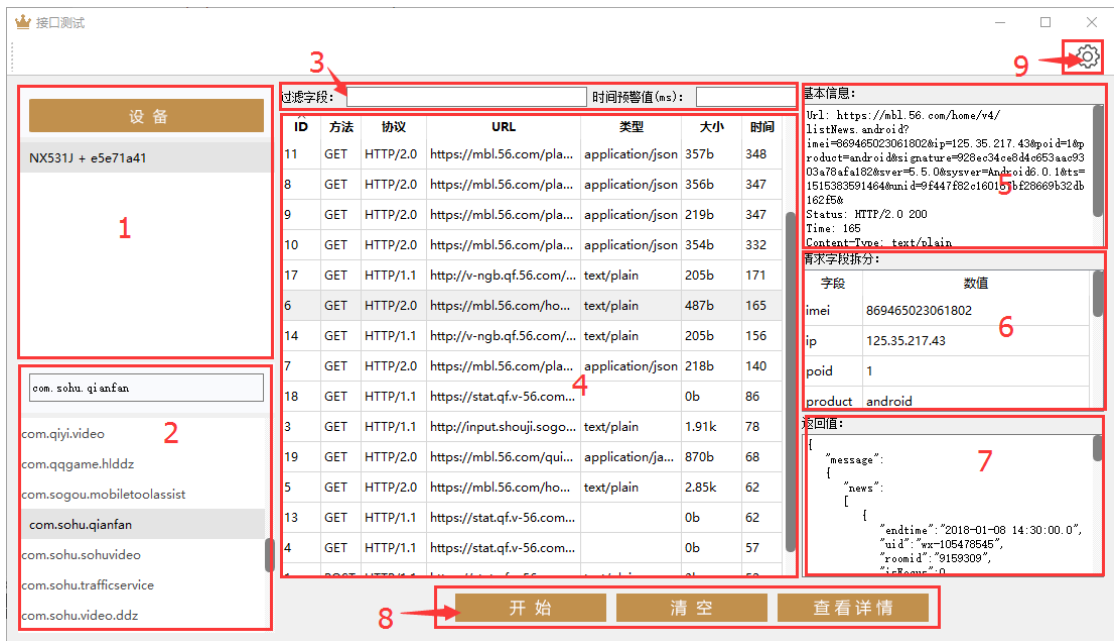 接口测试
9
设备
NX531J + e5e71a41
1
com.sohu.qianfan
2
com.qiyi.video
com.qqgame.hlddz
com.sogou.mobiletoolassist
com.sohu.qianfan
com.sohu.sohuvideo
com.sohu.trafficservice
com.sohu.video.ddz
3
过滤字段: 时间预警值(ms):
ID 方法 协议 URL 类型 大小 时间
11 GET HTTP/2.0 https://mbl.56.com/pla... application/json 357b 348
8 GET HTTP/2.0 https://mbl.56.com/pla... application/json 356b 347
9 GET HTTP/2.0 https://mbl.56.com/pla... application/json 219b 347
10 GET HTTP/2.0 https://mbl.56.com/pla... application/json 354b 332
17 GET HTTP/1.1 http://v-ngb.qf.56.com/... text/plain 205b 171
6 GET HTTP/2.0 https://mbl.56.com/ho... text/plain 487b 165
14 GET HTTP/1.1 http://v-ngb.qf.56.com/... text/plain 205b 156
7 GET HTTP/2.0 https://mbl.56.com/pla... application/json 218b 140
4
18 GET HTTP/1.1 https://stat.qf.v-56.com... 0b 86
3 GET HTTP/1.1 http://input.shouji.sogo... text/plain 1.91k 78
19 GET HTTP/2.0 https://mbl.56.com/qui... application/ja... 870b 68
5 GET HTTP/2.0 https://mbl.56.com/ho... text/plain 2.85k 62
13 GET HTTP/1.1 https://stat.qf.v-56.com... 0b 62
4 GET HTTP/1.1 https://stat.qf.v-56.com... 0b 57
基本信息:
Url: https://mbl.56.com/home/v4/
listNews.android?
imei=869465023061802&ip=125.35.217.43&poid=1&p
roduct=android&signature=928ec34ce8d4c653aac93
03a78afa182&sver=5.5.0&sysver=Android6.0.1&ts=
162f5&
Status: HTTP/2.0 200
Time: 165
Content-Type: text/plain
5
请求字段拆分:
字段 数值
imei 869465023061802
ip 125.35.217.43
poid 1
product android
6
返回值:
{
"message":
{
"news":
[
{
"endtime":"2018-01-08 14:30:00.0",
"uid":"wx-105478545",
"roomid":"9159309",
7
8
开始 清空 查看详情